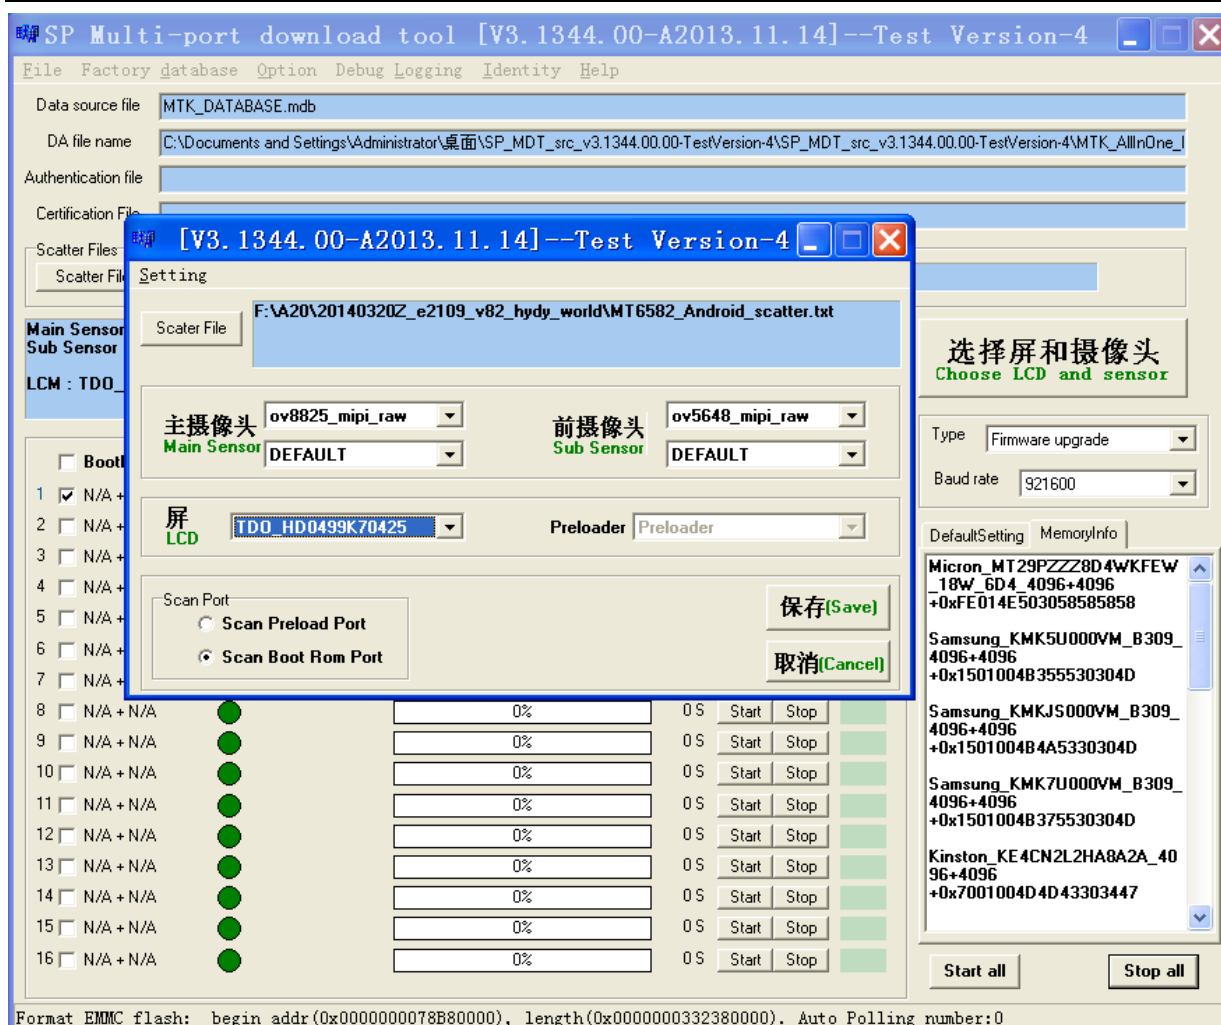 SP Multi-port download tool [V3.1344.00-A2013.11.14]--Test Version-4
File Factory database Option Debug Logging Identity Help
Data source file MTK_DATABASE.mdb
DA file name C:\Documents and Settings\Administrator\桌面\SP_MDT_src_v3.1344.00.00-TestVersion-4\SP_MDT_src_v3.1344.00.00-TestVersion-4\MTK_AllInOne_
Authentication file
Certification File
Scatter Files
Scatter File
[V3.1344.00-A2013.11.14]--Test Version-4
Setting
Scater File F:\A20\20140320Z_e2109_v82_hydy_world\MT6582_Android_scatter.txt
Main Sensor
Sub Sensor
LCM : TDO_
选择屏和摄像头
Choose LCD and sensor
主摄像头 ov8825_mipi_raw 前摄像头 ov5648_mipi_raw
Main Sensor DEFAULT Sub Sensor DEFAULT
屏 TDO_HD0499K70425 Preloader Preloader
LCD
Scan Port
Scan Preload Port
Scan Boot Rom Port
保存(Save)
取消(Cancel)
Type Firmware upgrade
Baud rate 921600
DefaultSetting MemoryInfo
Micron_MT29PZZZ8D4WKFEW
_18W_6D4_4096+4096
+0xFE014E503058585858
Samsung_KMK5U000VM_B309_
4096+4096
+0x1501004B355530304D
Samsung_KMKJS000VM_B309_
4096+4096
+0x1501004B4A5330304D
Samsung_KMK7U000VM_B309_
4096+4096
+0x1501004B375530304D
Kinston_KE4CN2L2HA8A2A_40
96+4096
+0x7001004D4D43303447
1 N/A +
2 N/A +
3 N/A +
4 N/A +
5 N/A +
6 N/A +
7 N/A +
8 N/A + N/A 0% 0 S Start Stop
9 N/A + N/A 0% 0 S Start Stop
10 N/A + N/A 0% 0 S Start Stop
11 N/A + N/A 0% 0 S Start Stop
12 N/A + N/A 0% 0 S Start Stop
13 N/A + N/A 0% 0 S Start Stop
14 N/A + N/A 0% 0 S Start Stop
15 N/A + N/A 0% 0 S Start Stop
16 N/A + N/A 0% 0 S Start Stop
Start all Stop all
Format EMMC flash: begin addr(0x0000000078B80000), length(0x0000000332380000). Auto Polling number:0